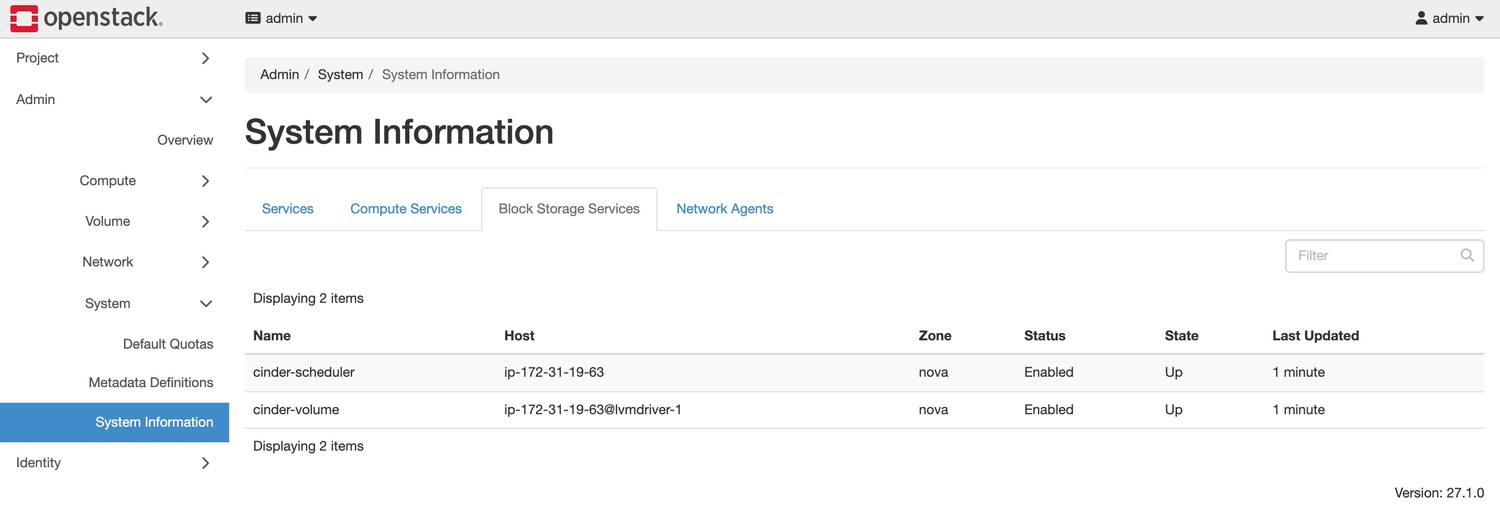 openstack.
admin
admin
Project
Admin
Overview
Compute
Volume
Network
System
Default Quotas
Metadata Definitions
System Information
Identity
Admin / System / System Information
System Information
Services Compute Services Block Storage Services Network Agents
Filter
Displaying 2 items
Name Host Zone Status State Last Updated
cinder-scheduler ip-172-31-19-63 nova Enabled Up 1 minute
cinder-volume ip-172-31-19-63@lvmdriver-1 nova Enabled Up 1 minute
Displaying 2 items
Version: 27.1.0